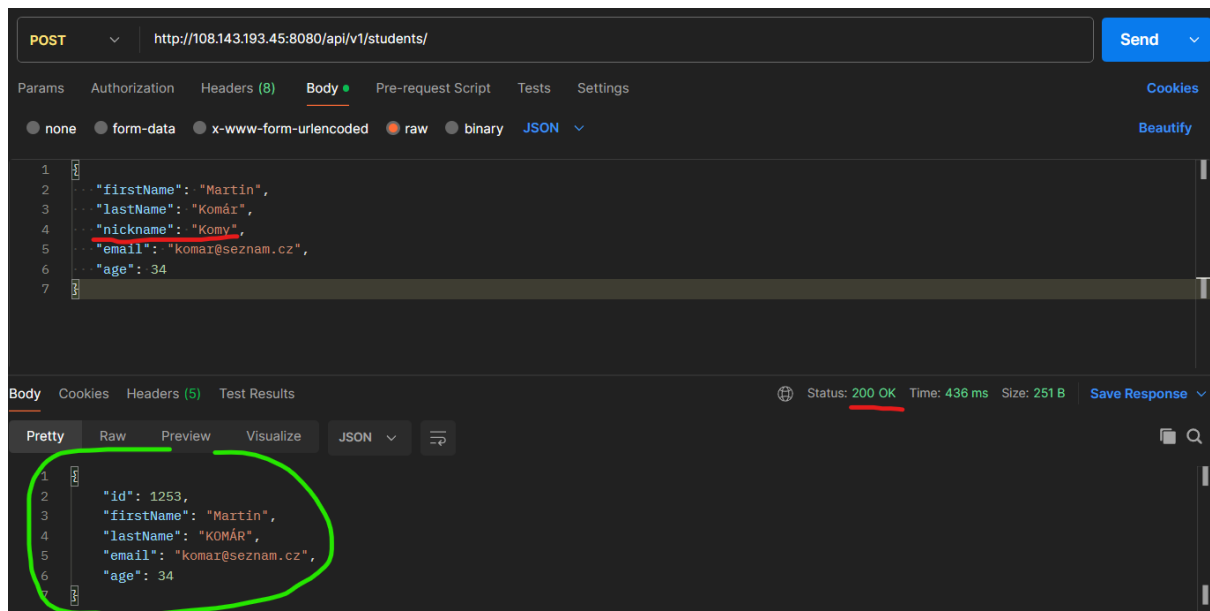 POST http://108.143.193.45:8080/api/v1/students/ Send
Params Authorization Headers (8) Body Pre-request Script Tests Settings Cookies
none form-data x-www-form-urlencoded raw binary JSON Beautify
1 {
2 "firstName": "Martin",
3 "lastName": "Komár",
4 "nickname": "Komy",
5 "email": "komar@seznam.cz",
6 "age": 34
7 }
Body Cookies Headers (5) Test Results Status: 200 OK Time: 436 ms Size: 251 B Save Response
Pretty Raw Preview Visualize JSON
1 {
2 "id": 1253,
3 "firstName": "Martin",
4 "lastName": "KOMÁR",
5 "email": "komar@seznam.cz",
6 "age": 34
7 }